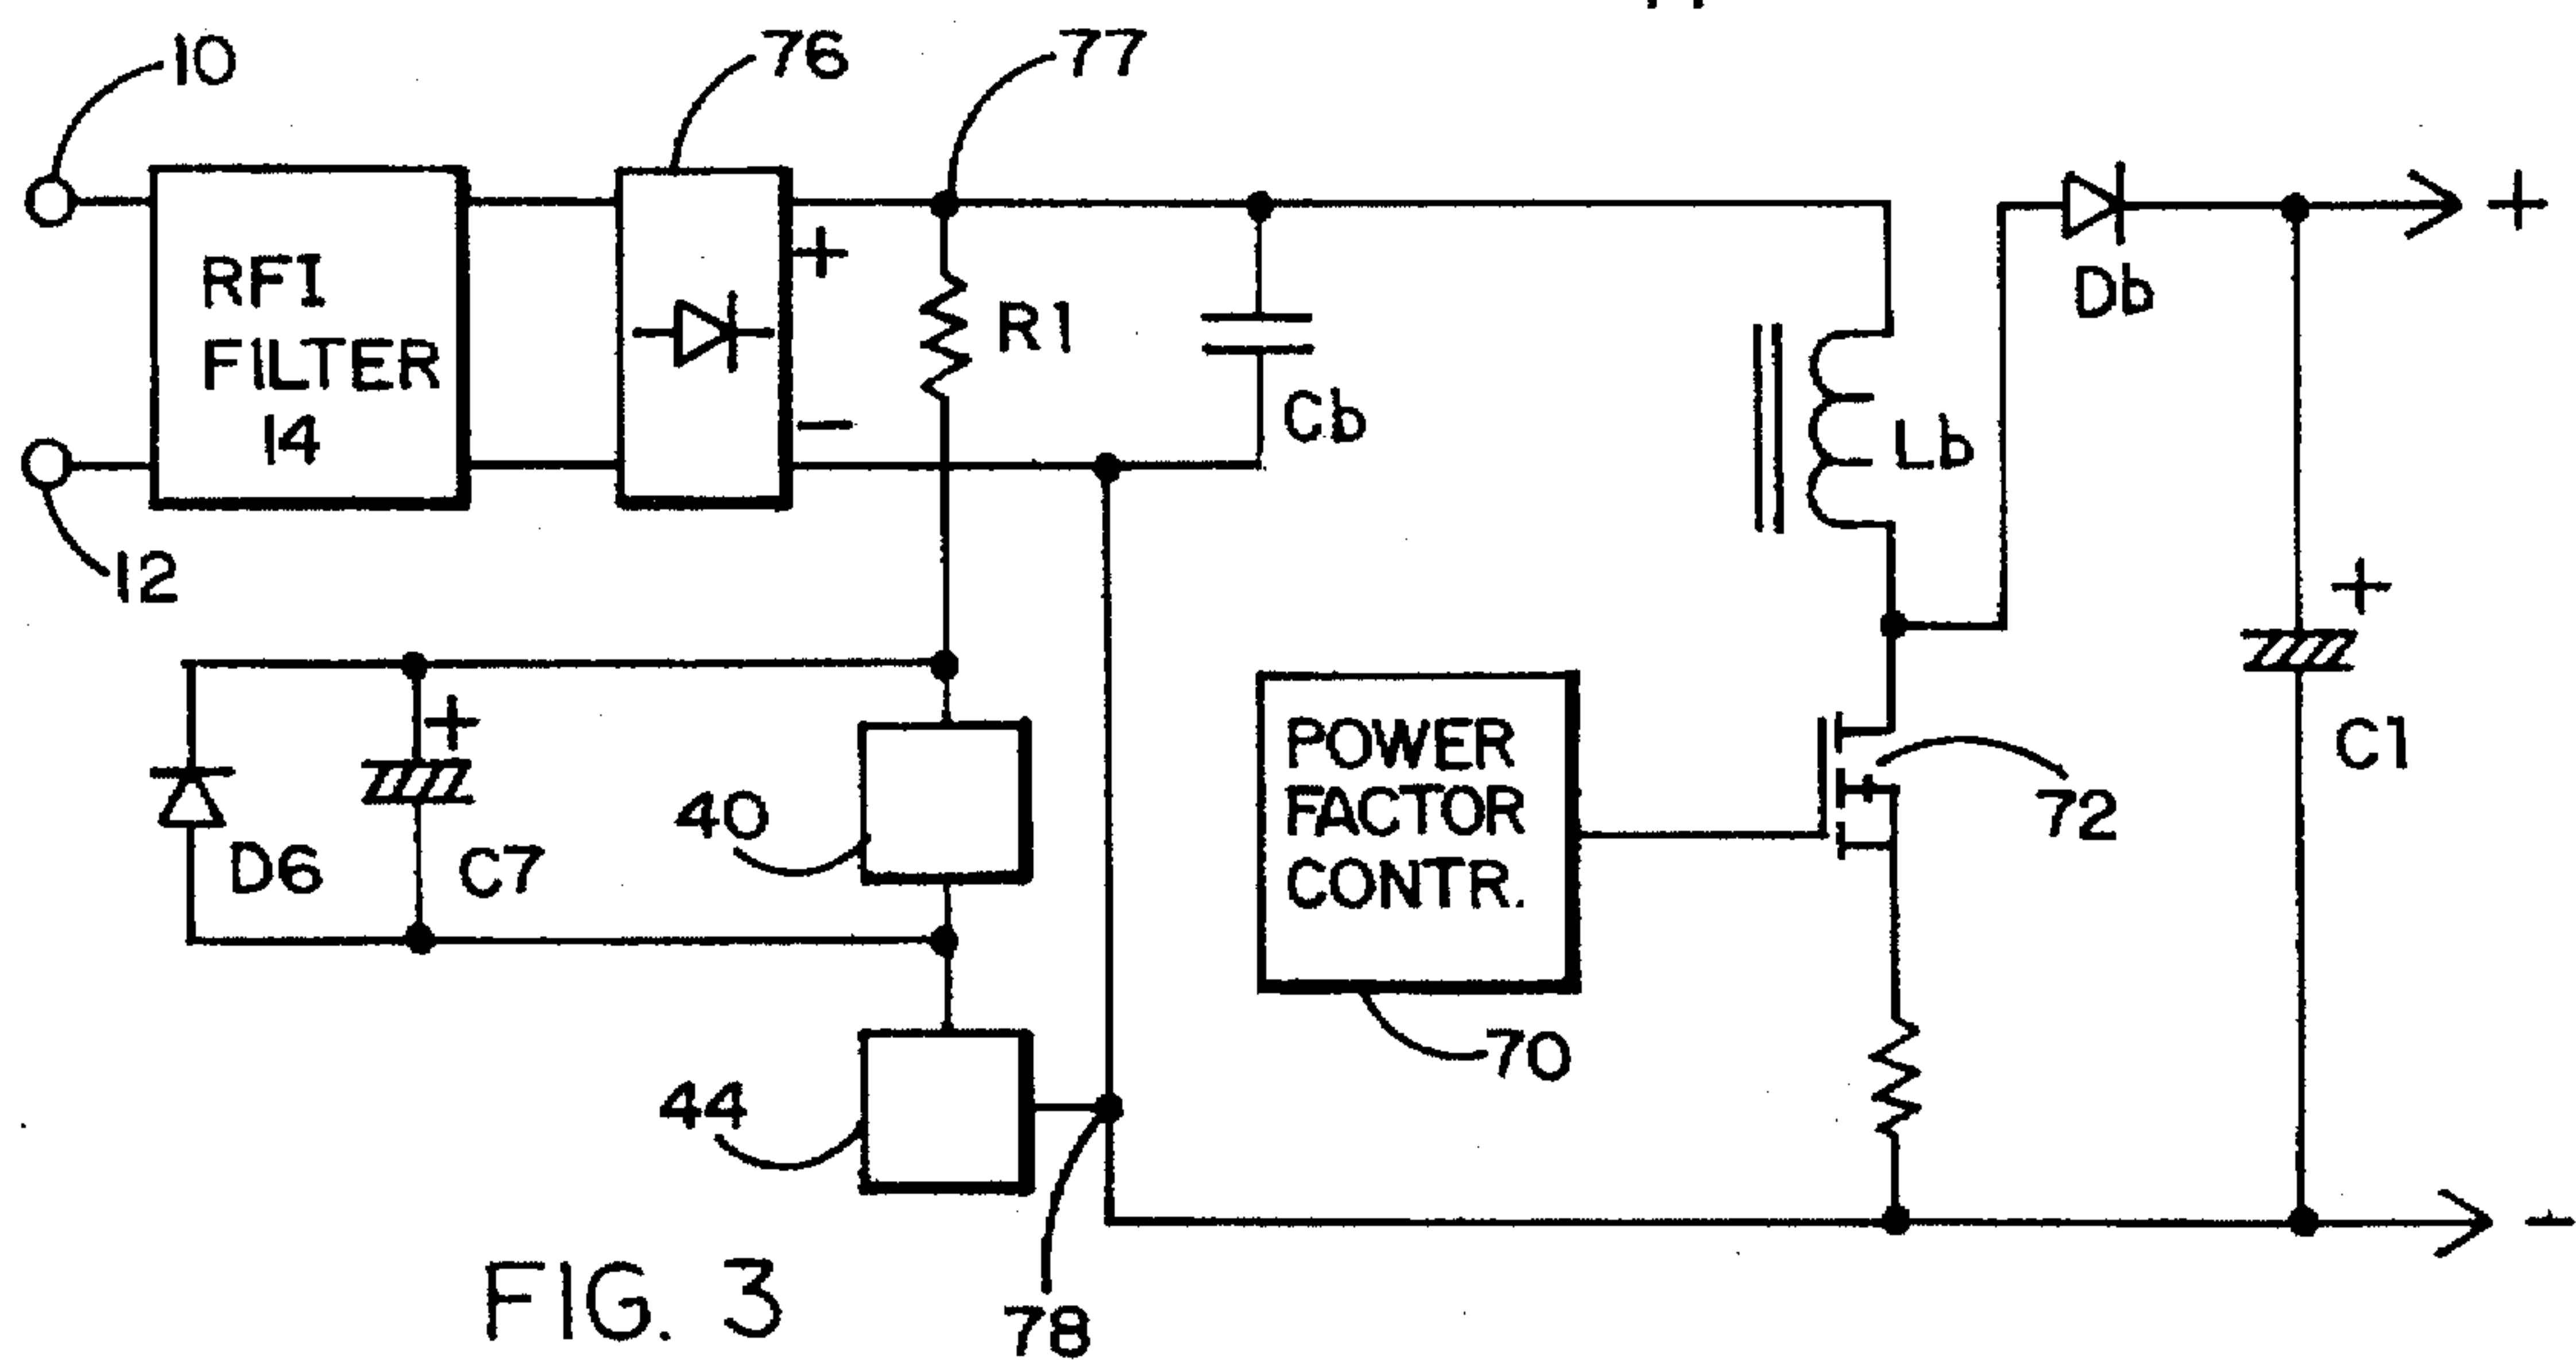 10
76
77
+
RFI
FILTER
14
+
R1
Db
−
Cb
Lb
12
+
+
C1
POWER
FACTOR
CONTR.
40
72
D6
C7
70
44
−
FIG. 3
78